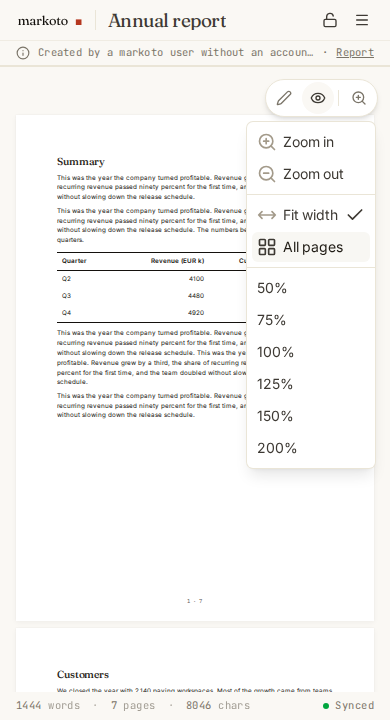 markoto
Annual report
Created by a markoto user without an accoun… · Report
Zoom in
Zoom out
Fit width
All pages
50%
75%
100%
125%
150%
200%
Summary
This was the year the company turned profitable. Revenue g
recurring revenue passed ninety percent for the first time, an
without slowing down the release schedule.
This was the year the company turned profitable. Revenue g
recurring revenue passed ninety percent for the first time, an
without slowing down the release schedule. The numbers be
quarters.
Quarter Revenue (EUR k) Cu
Q2 4100
Q3 4480
Q4 4920
This was the year the company turned profitable. Revenue g
recurring revenue passed ninety percent for the first time, an
without slowing down the release schedule. This was the ye
profitable. Revenue grew by a third, the share of recurring re
percent for the first time, and the team doubled without slow
schedule.
This was the year the company turned profitable. Revenue g
recurring revenue passed ninety percent for the first time, an
without slowing down the release schedule.
1 - 7
Customers
We closed the year with 2140 paying workspaces. Most of the growth came from teams
1444 words · 7 pages · 8046 chars
Synced